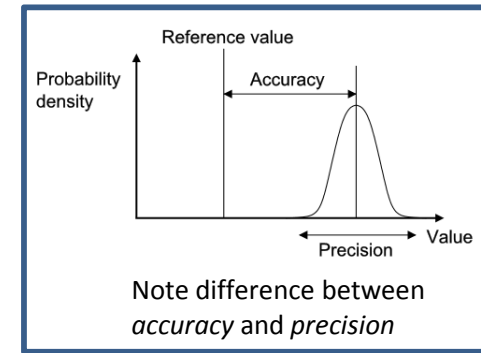 Reference value
Probability
density
Accuracy
Value
Precision
Note difference between
accuracy and precision